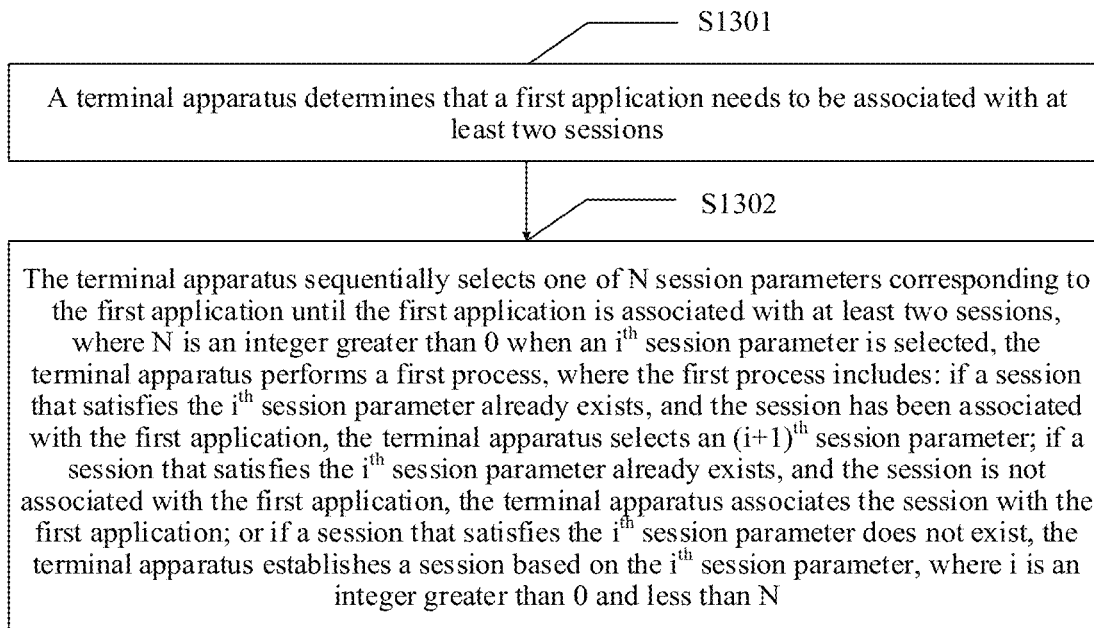 S1301
A terminal apparatus determines that a first application needs to be associated with at
least two sessions
S1302
The terminal apparatus sequentially selects one of N session parameters corresponding to
the first application until the first application is associated with at least two sessions,
where N is an integer greater than 0 when an i^th session parameter is selected, the
terminal apparatus performs a first process, where the first process includes: if a session
that satisfies the i^th session parameter already exists, and the session has been associated
with the first application, the terminal apparatus selects an (i+1)^th session parameter; if a
session that satisfies the i^th session parameter already exists, and the session is not
associated with the first application, the terminal apparatus associates the session with the
first application; or if a session that satisfies the i^th session parameter does not exist, the
terminal apparatus establishes a session based on the i^th session parameter, where i is an
integer greater than 0 and less than N